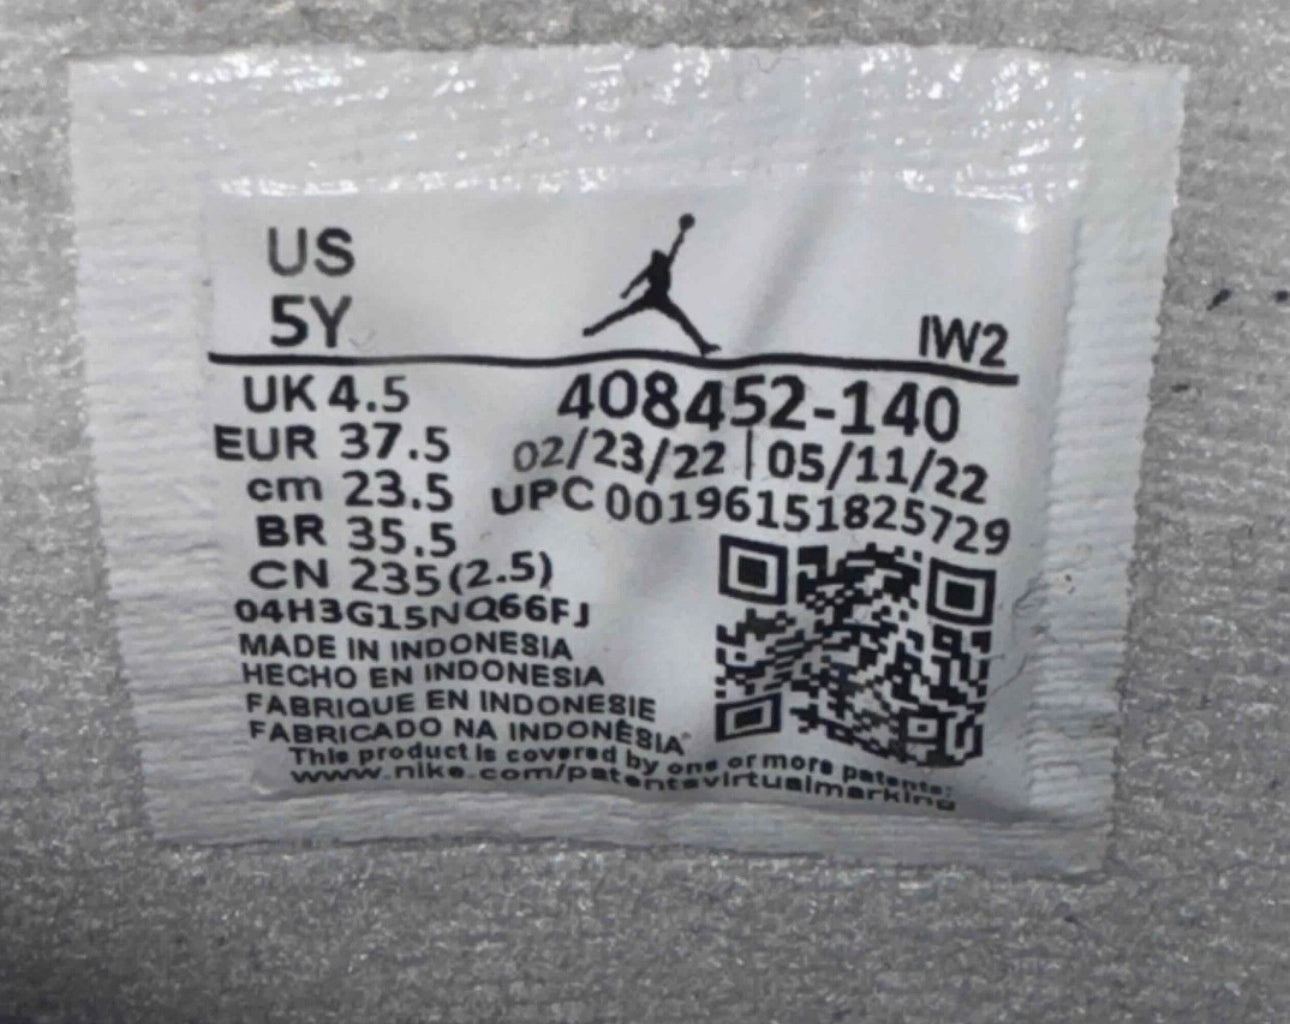 US
5Y
IW2
UK 4.5
408452-140
EUR 37.5
02/23/22 | 05/11/22
cm 23.5
UPC 00196151825729
BR 35.5
CN 235(2.5)
04H3G15NQ66FJ
MADE IN INDONESIA
HECHO EN INDONESIA
FABRIQUE EN INDONESIE
FABRICADO NA INDONÉSIA
This product is covered by one or more patents:
www.nike.com/patentsvirtualmarking